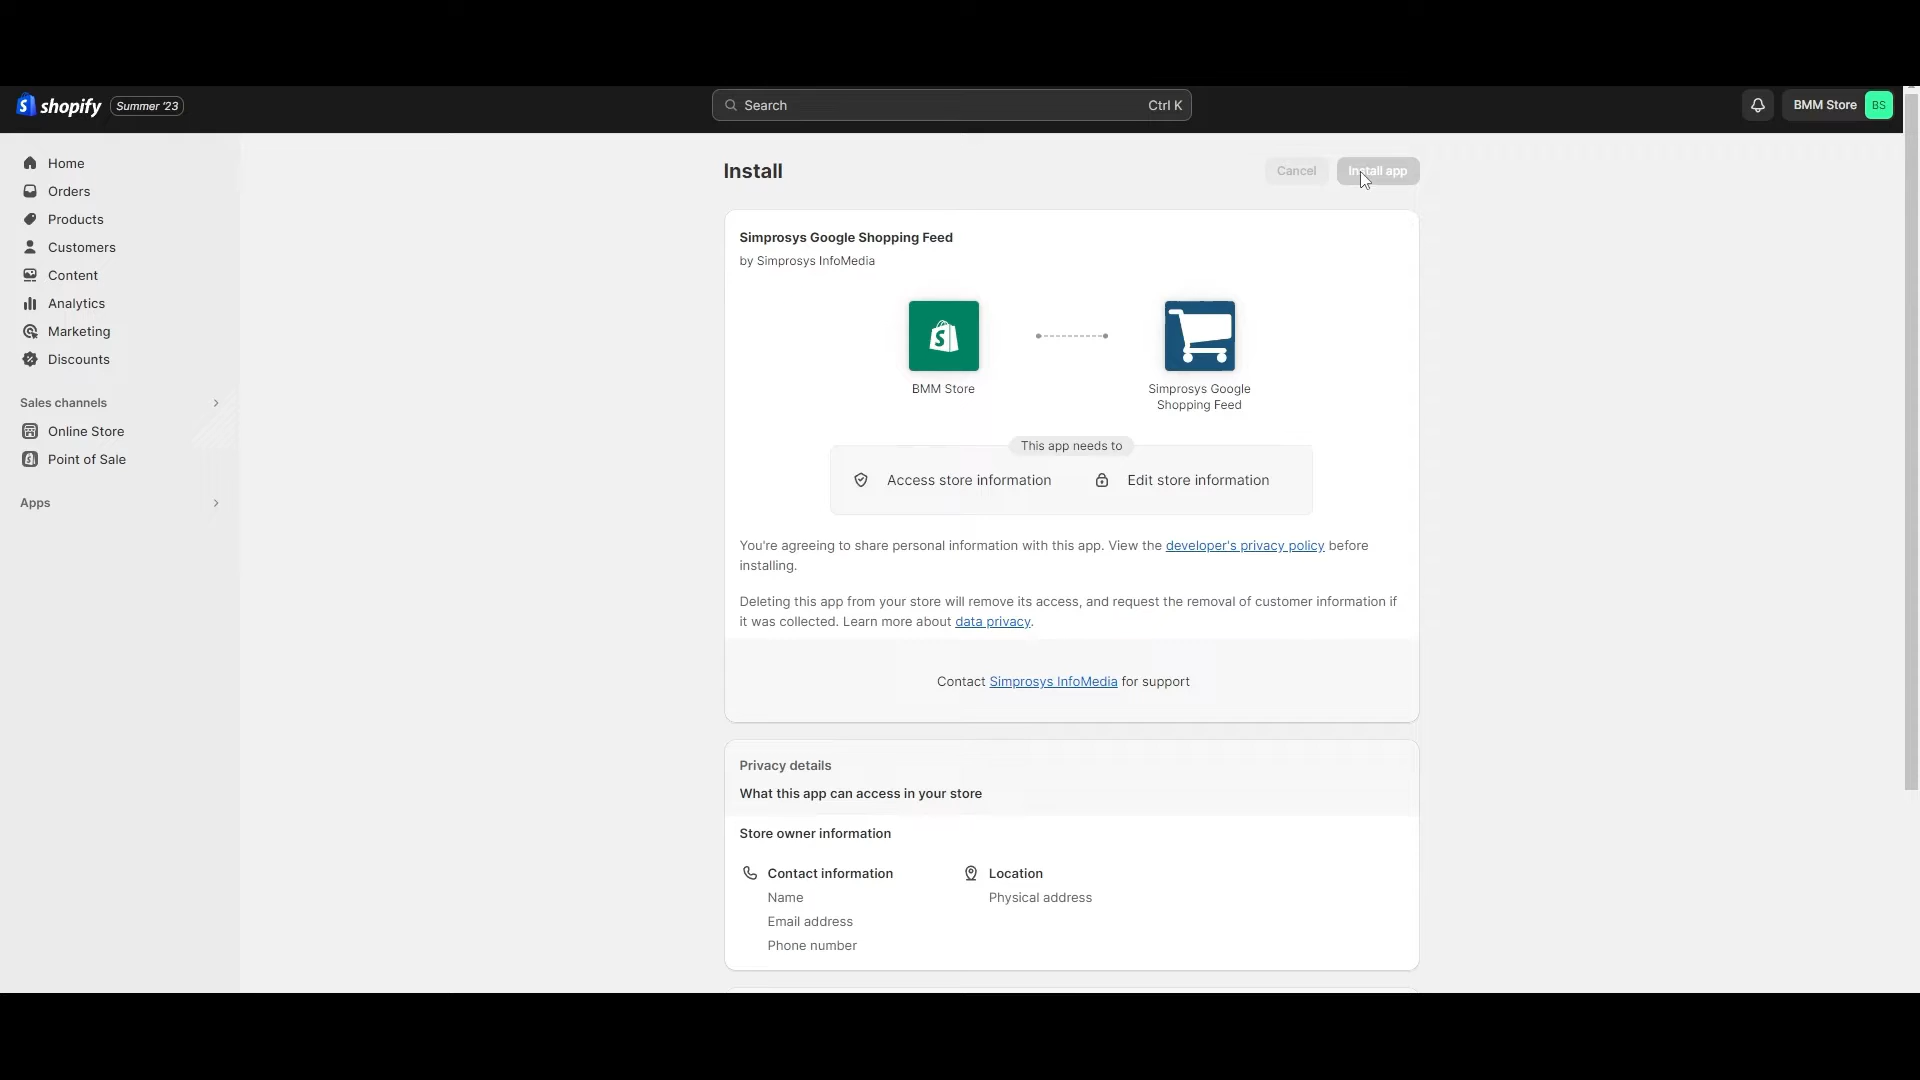 shopify Summer '23
Search Ctrl K
BMM Store BS
Home
Orders
Products
Customers
Content
Analytics
Marketing
Discounts
Sales channels
Online Store
Point of Sale
Apps
Install
Cancel Install app
Simprosys Google Shopping Feed
by Simprosys InfoMedia
BMM Store
Simprosys Google
Shopping Feed
This app needs to
Access store information Edit store information
You're agreeing to share personal information with this app. View the developer's privacy policy before
installing.
Deleting this app from your store will remove its access, and request the removal of customer information if
it was collected. Learn more about data privacy.
Contact Simprosys InfoMedia for support
Privacy details
What this app can access in your store
Store owner information
Contact information
Name
Email address
Phone number
Location
Physical address